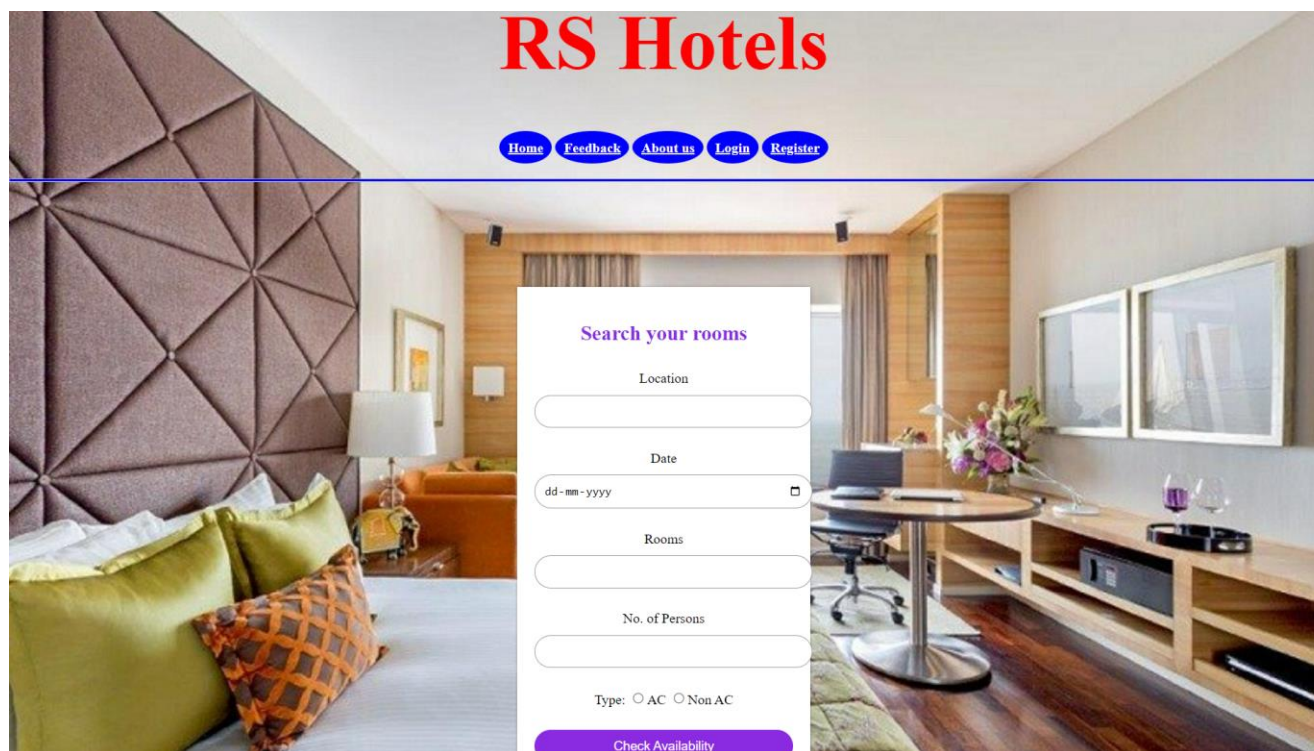 RS Hotels
Home Feedback About us Login Register
Search your rooms
Location
Date
dd-mm-yyyy
Rooms
No. of Persons
Type: AC Non AC
Check Availability